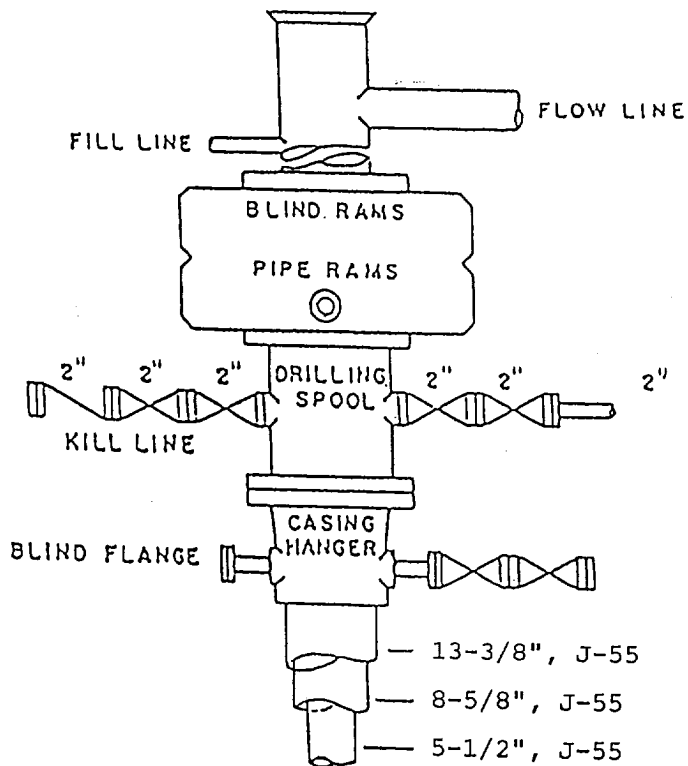 FLOW LINE
FILL LINE
BLIND. RAMS
PIPE RAMS
2" 2" 2" DRILLING 2" 2" 2"
SPOOL
KILL LINE
CASING
HANGER
BLIND FLANGE
13-3/8", J-55
8-5/8", J-55
5-1/2", J-55